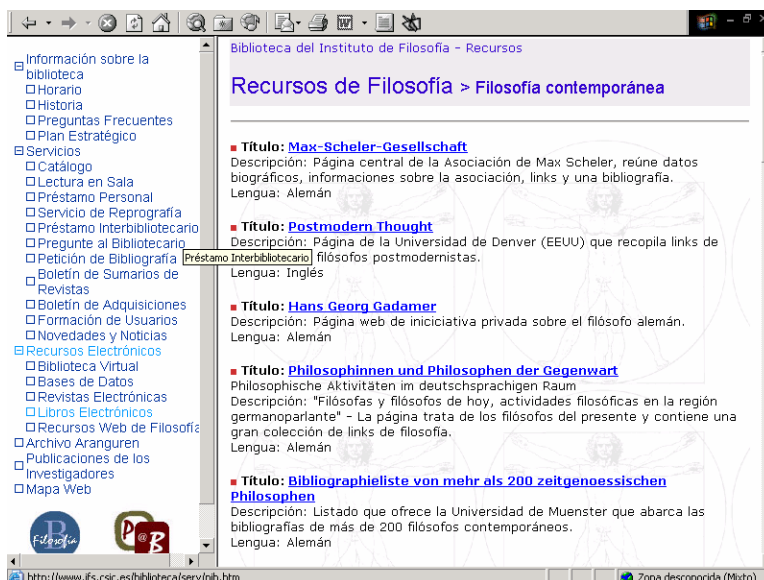 Información sobre la
biblioteca
Horario
Historia
Preguntas Frecuentes
Plan Estratégico
Servicios
Catálogo
Lectura en Sala
Préstamo Personal
Servicio de Reprografía
Préstamo Interbibliotecario
Pregunte al Bibliotecario
Petición de Bibliografía
Préstamo Interbibliotecario
Boletín de Sumarios de
Revistas
Boletín de Adquisiciones
Formación de Usuarios
Novedades y Noticias
Recursos Electrónicos
Biblioteca Virtual
Bases de Datos
Revistas Electrónicas
Libros Electrónicos
Recursos Web de Filosofía
Archivo Aranguren
Publicaciones de los
Investigadores
Mapa Web
B
Filosofía
P@B
Biblioteca del Instituto de Filosofía - Recursos
Recursos de Filosofía > Filosofía contemporánea
Título: Max-Scheler-Gesellschaft
Descripción: Página central de la Asociación de Max Scheler, reúne datos
biográficos, informaciones sobre la asociación, links y una bibliografía.
Lengua: Alemán
Título: Postmodern Thought
Descripción: Página de la Universidad de Denver (EEUU) que recopila links de
filósofos postmodernistas.
Lengua: Inglés
Título: Hans Georg Gadamer
Descripción: Página web de iniciciativa privada sobre el filósofo alemán.
Lengua: Alemán
Título: Philosophinnen und Philosophen der Gegenwart
Philosophische Aktivitäten im deutschsprachigen Raum
Descripción: "Filósofas y filósofos de hoy, actividades filosóficas en la región
germanoparlante" - La página trata de los filósofos del presente y contiene una
gran colección de links de filosofía.
Lengua: Alemán
Título: Bibliographieliste von mehr als 200 zeitgenoessischen
Philosophen
Descripción: Listado que ofrece la Universidad de Muenster que abarca las
bibliografías de más de 200 filósofos contemporáneos.
Lengua: Alemán
http://www.ifs.csic.es/biblioteca/serv/pib.htm
Zona desconocida (Mixto)